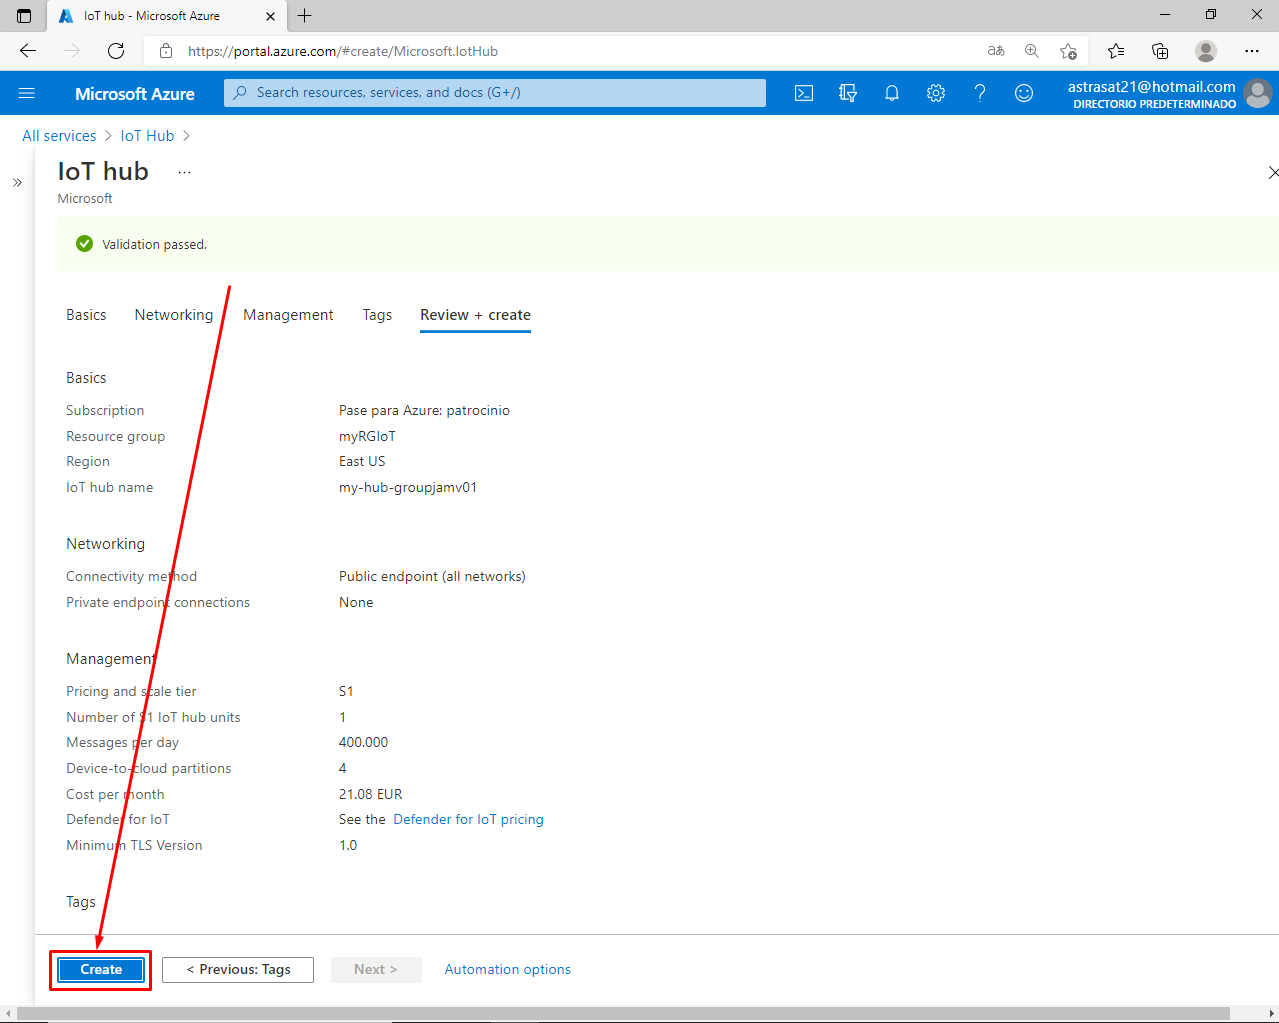 IoT hub - Microsoft Azure
https://portal.azure.com/#create/Microsoft.IotHub
Microsoft Azure
Search resources, services, and docs (G+/)
astrasat21@hotmail.com
DIRECTORIO PREDETERMINADO
All services > IoT Hub >
IoT hub ...
Microsoft
Validation passed.
Basics Networking Management Tags Review + create
Basics
Subscription Pase para Azure: patrocinio
Resource group myRGIoT
Region East US
IoT hub name my-hub-groupjamv01
Networking
Connectivity method Public endpoint (all networks)
Private endpoint connections None
Management
Pricing and scale tier S1
Number of S1 IoT hub units 1
Messages per day 400.000
Device-to-cloud partitions 4
Cost per month 21.08 EUR
Defender for IoT See the Defender for IoT pricing
Minimum TLS Version 1.0
Tags
Create < Previous: Tags Next > Automation options